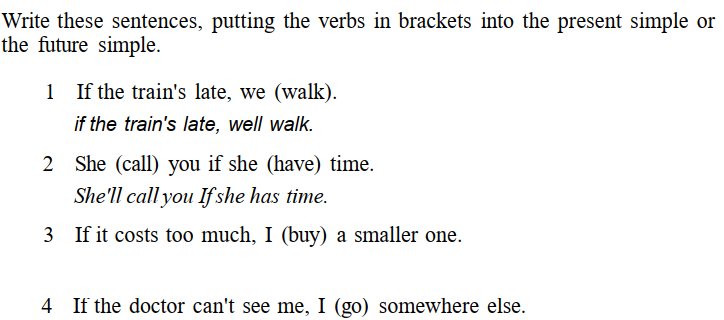 Write these sentences, putting the verbs in brackets into the present simple or
the future simple.
1 If the train's late, we (walk).
if the train's late, well walk.
2 She (call) you if she (have) time.
She'll call you If she has time.
3 If it costs too much, I (buy) a smaller one.
4 If the doctor can't see me, I (go) somewhere else.